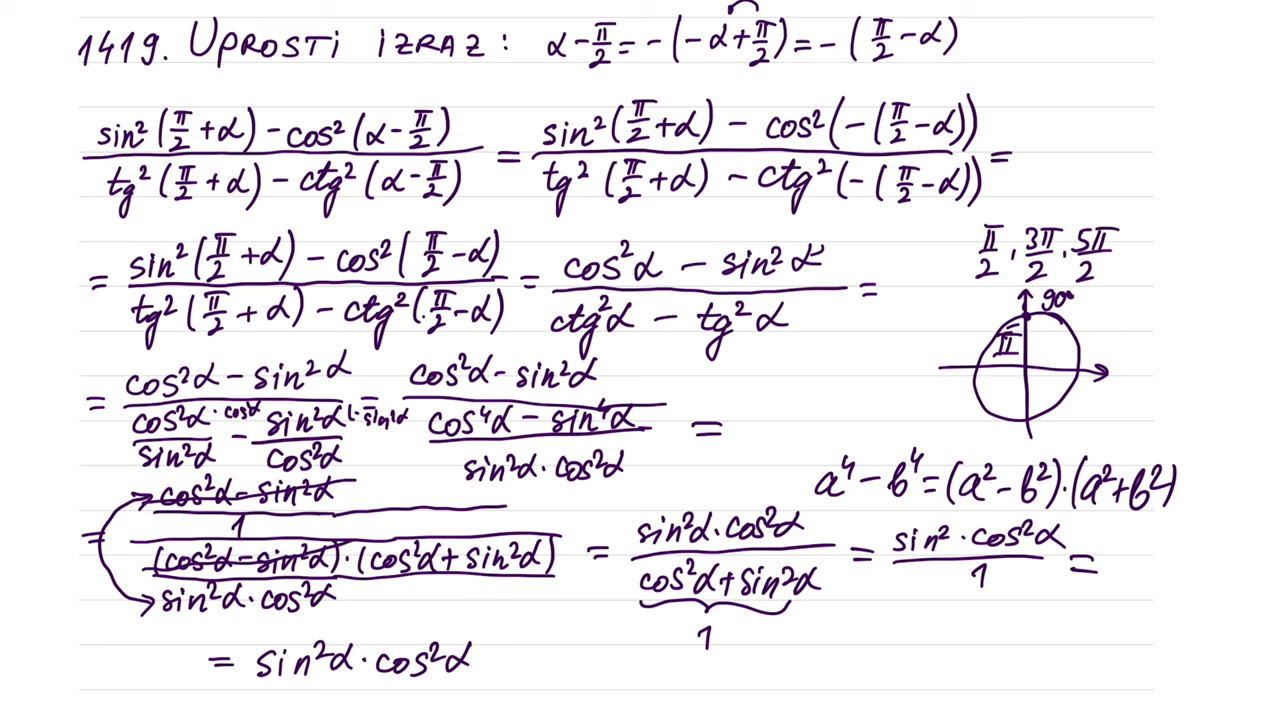 1419. UPROSTI IZRAZ: α - π/2 = -(-α + π/2) = -(π/2 - α)
(sin²(π/2 + α) - cos²(α - π/2)) / (tg²(π/2 + α) - ctg²(α - π/2)) = (sin²(π/2 + α) - cos²(-(π/2 - α))) / (tg²(π/2 + α) - ctg²(-(π/2 - α))) =
= (sin²(π/2 + α) - cos²(π/2 - α)) / (tg²(π/2 + α) - ctg²(π/2 - α)) = (cos²α - sin²α) / (ctg²α - tg²α) =
π/2, 3π/2, 5π/2
90°
II
= (cos²α - sin²α) / (cos²α/sin²α |·cos²α - sin²α/cos²α |·sin²α) = (cos²α - sin²α) / ((cos⁴α - sin⁴α) / (sin²α · cos²α)) =
a⁴ - b⁴ = (a² - b²) · (a² + b²)
= ((cos²α - sin²α) / 1) / (((cos²α - sin²α) · (cos²α + sin²α)) / (sin²α · cos²α)) = (sin²α · cos²α) / (cos²α + sin²α) = (sin² · cos²α) / 1 =
1
= sin²α · cos²α